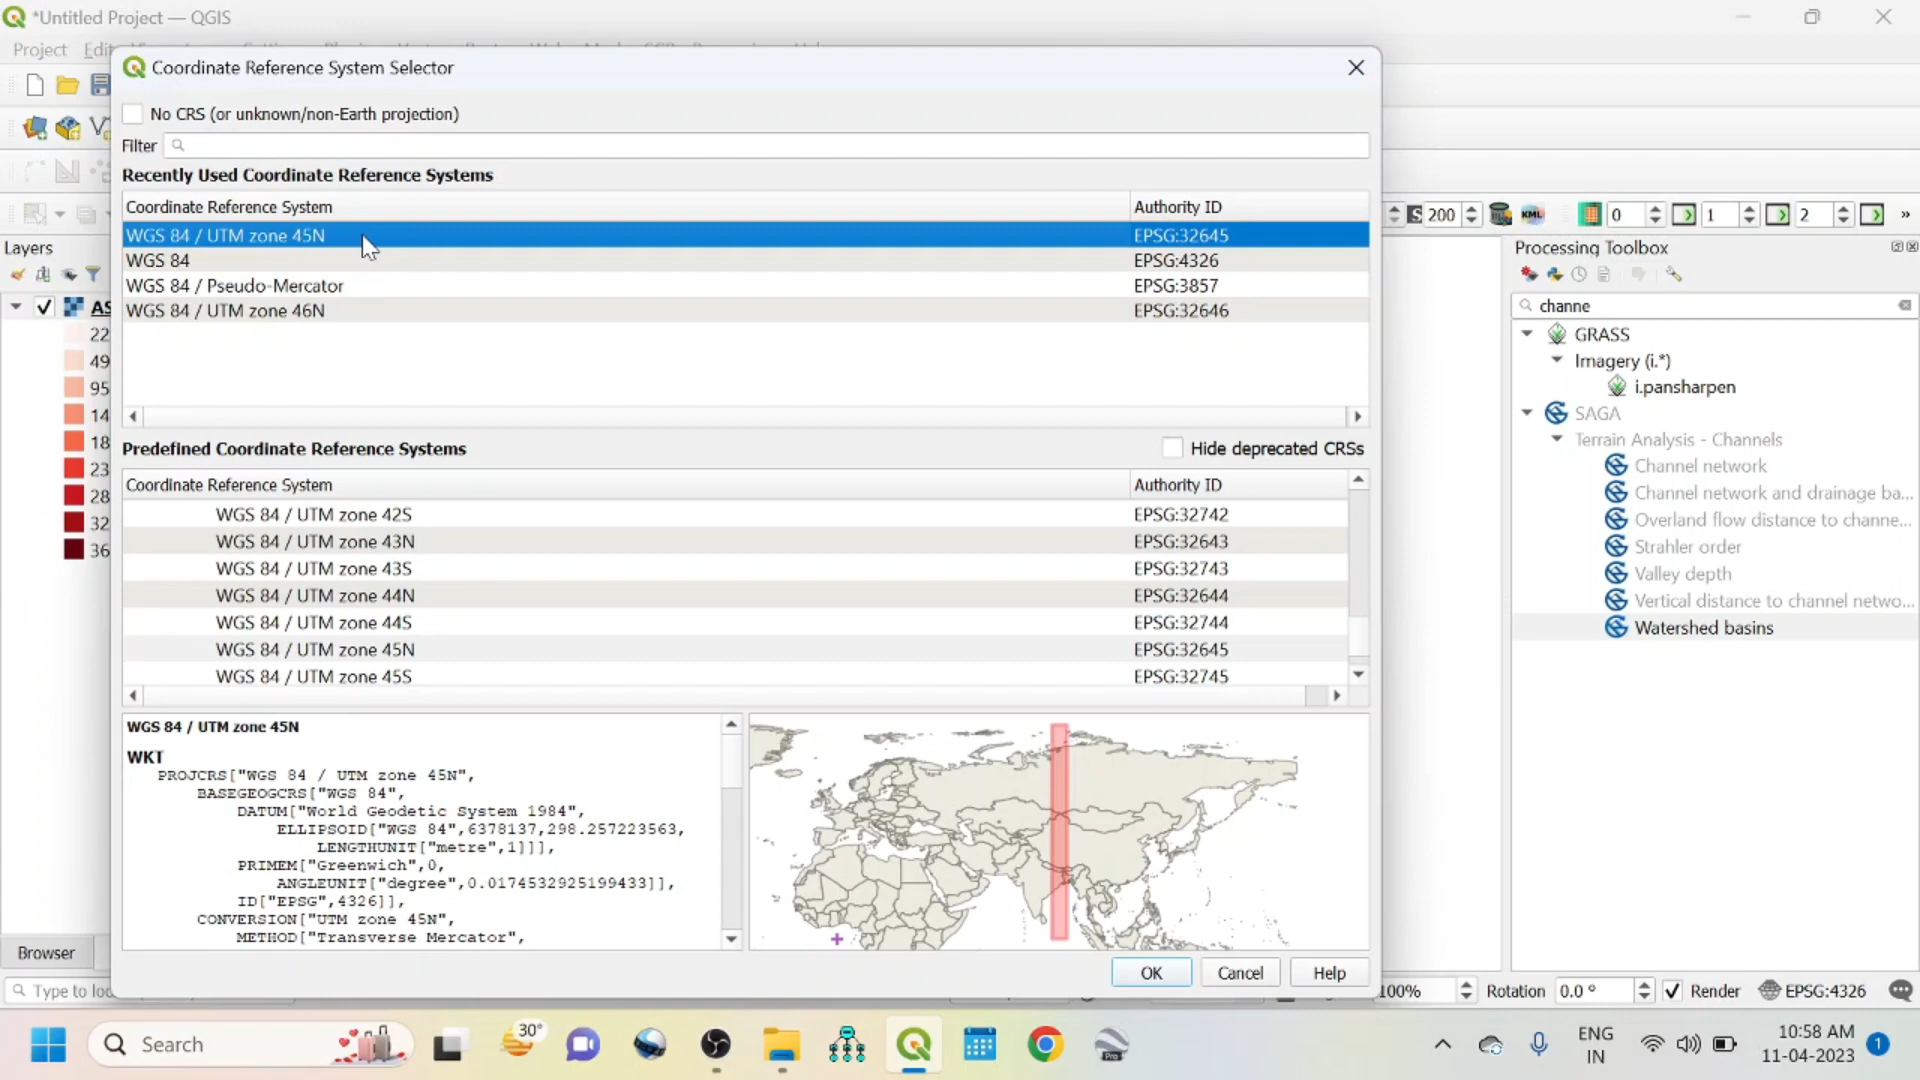 *Untitled Project — QGIS
Project Edit
Coordinate Reference System Selector
No CRS (or unknown/non-Earth projection)
Filter
Recently Used Coordinate Reference Systems
Coordinate Reference System Authority ID
WGS 84 / UTM zone 45N EPSG:32645
WGS 84 EPSG:4326
WGS 84 / Pseudo-Mercator EPSG:3857
WGS 84 / UTM zone 46N EPSG:32646
Predefined Coordinate Reference Systems Hide deprecated CRSs
Coordinate Reference System Authority ID
WGS 84 / UTM zone 42S EPSG:32742
WGS 84 / UTM zone 43N EPSG:32643
WGS 84 / UTM zone 43S EPSG:32743
WGS 84 / UTM zone 44N EPSG:32644
WGS 84 / UTM zone 44S EPSG:32744
WGS 84 / UTM zone 45N EPSG:32645
WGS 84 / UTM zone 45S EPSG:32745
WGS 84 / UTM zone 45N
WKT
PROJCRS["WGS 84 / UTM zone 45N",
BASEGEOGCRS["WGS 84",
DATUM["World Geodetic System 1984",
ELLIPSOID["WGS 84",6378137,298.257223563,
LENGTHUNIT["metre",1]]],
PRIMEM["Greenwich",0,
ANGLEUNIT["degree",0.0174532925199433]],
ID["EPSG",4326]],
CONVERSION["UTM zone 45N",
METHOD["Transverse Mercator",
OK Cancel Help
Layers
AS
22
49
95
14
18
23
28
32
36
Browser
S 200 KML 0 1 2 »
Processing Toolbox
channe
GRASS
Imagery (i.*)
i.pansharpen
SAGA
Terrain Analysis - Channels
Channel network
Channel network and drainage ba...
Overland flow distance to channe...
Strahler order
Valley depth
Vertical distance to channel netwo...
Watershed basins
Type to loc
100% Rotation 0.0 ° Render EPSG:4326
Search
30°
Pro
ENG
IN
10:58 AM
11-04-2023
1